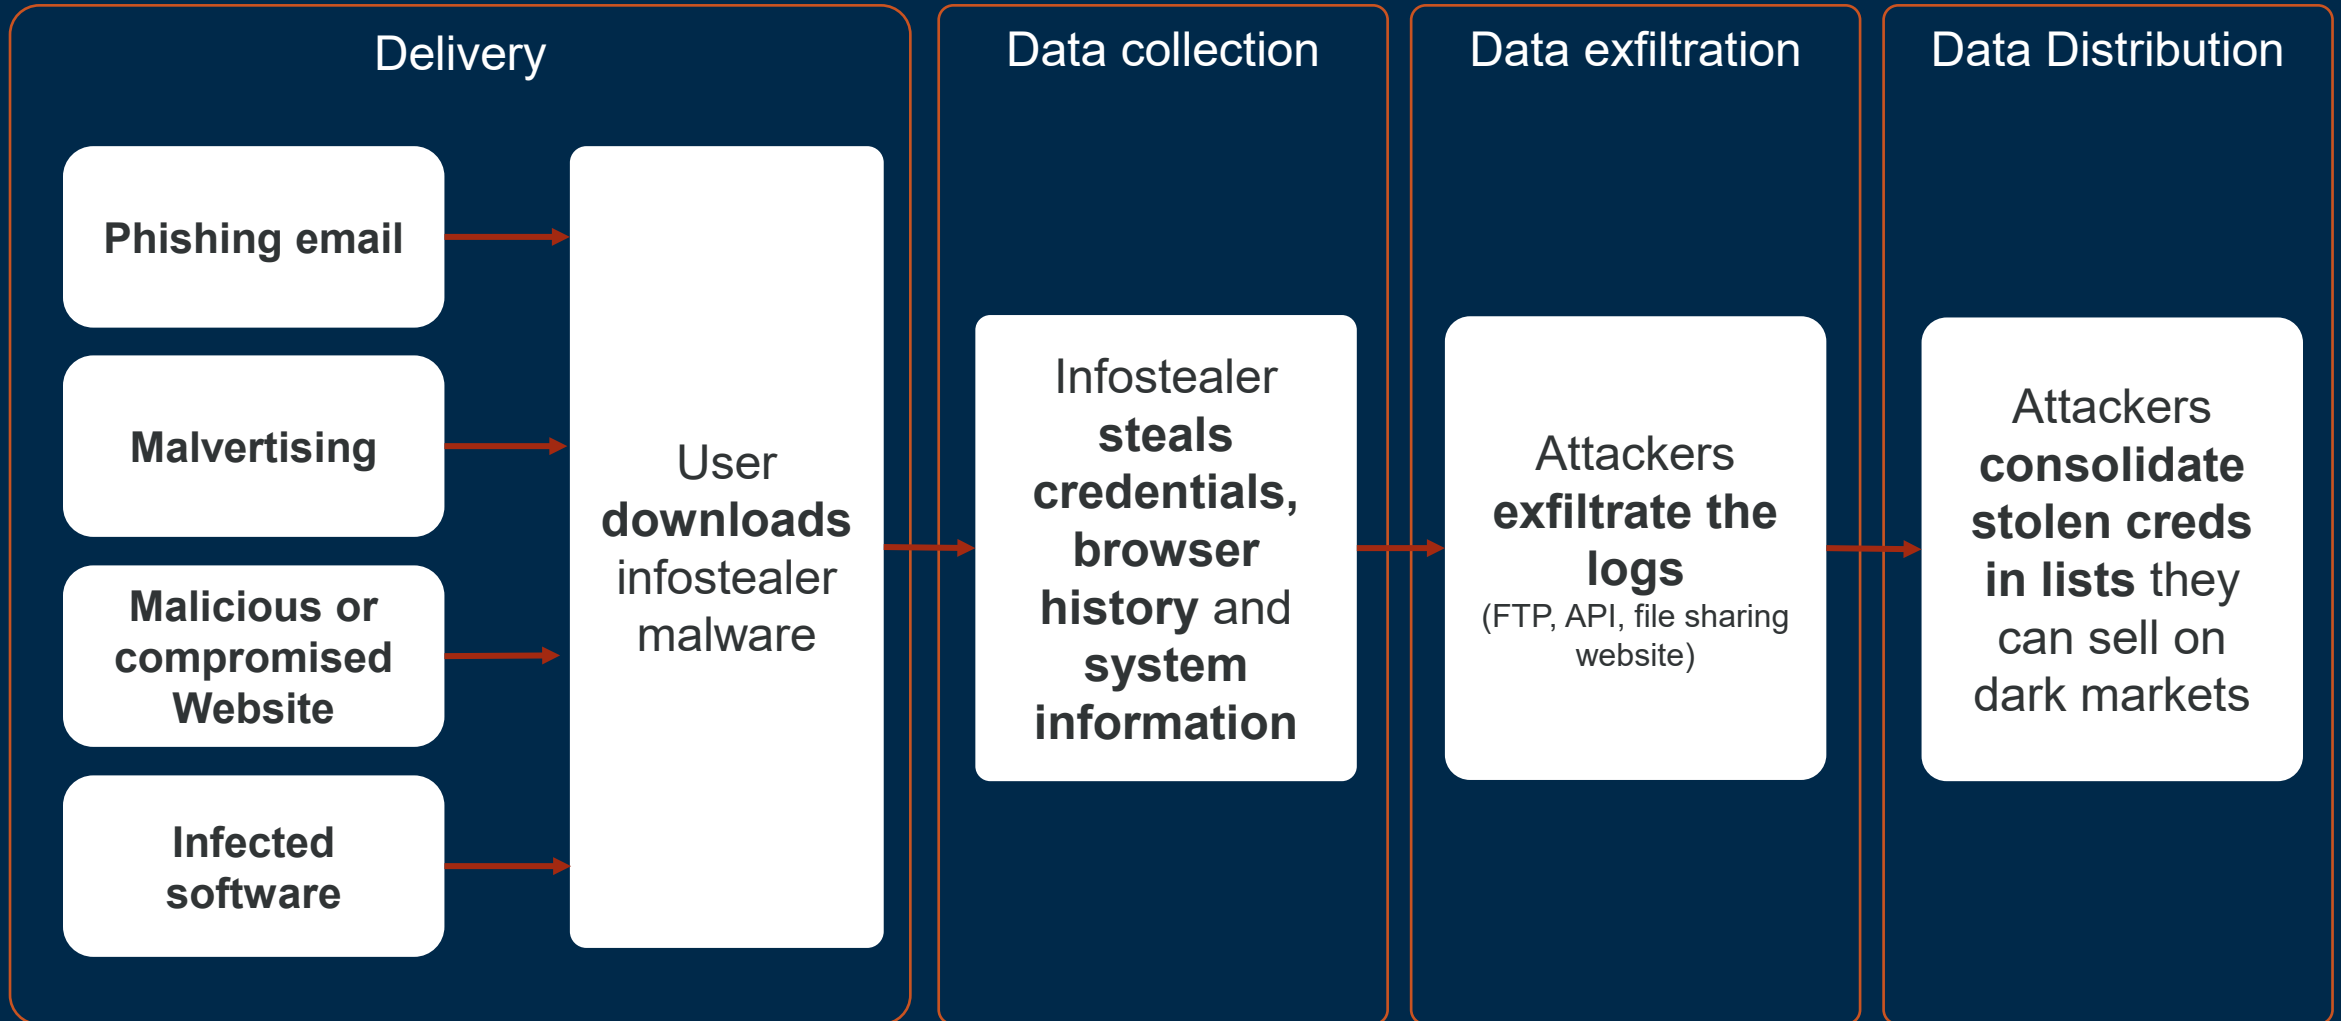 Delivery
Phishing email
Malvertising
Malicious or
compromised
Website
Infected
software
User
downloads
infostealer
malware
Data collection
Infostealer
steals
credentials,
browser
history and
system
information
Data exfiltration
Attackers
exfiltrate the
logs
(FTP, API, file sharing
website)
Data Distribution
Attackers
consolidate
stolen creds
in lists they
can sell on
dark markets